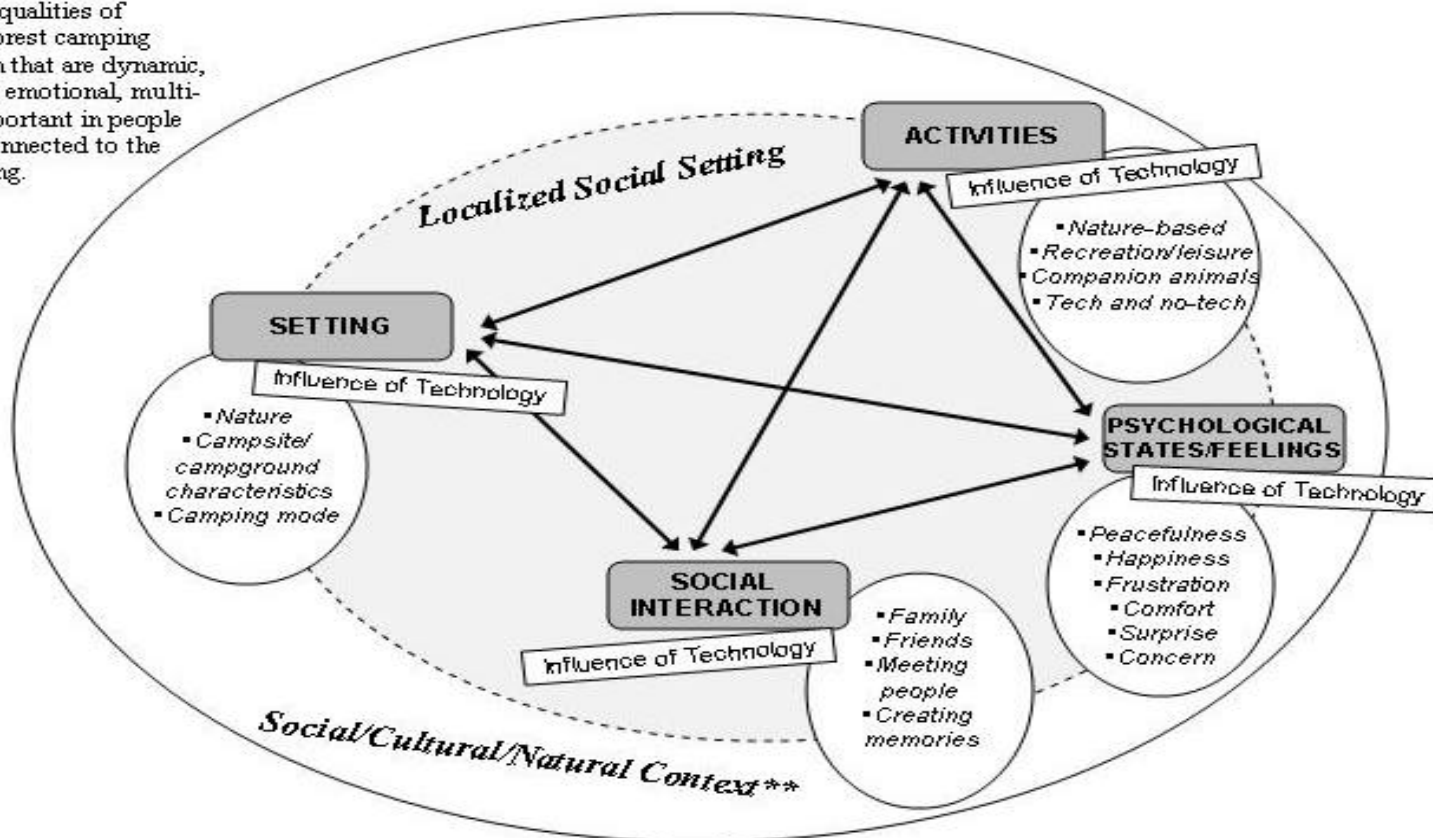 qualities of
orest camping
that are dynamic,
emotional, multi-
portant in people
nnected to the
ng.
ACTIVITIES
Influence of Technology
▪Nature-based
▪Recreation/leisure
▪Companion animals
▪Tech and no-tech
Localized Social Setting
SETTING
Influence of Technology
▪Nature
▪Campsite/
campground
characteristics
▪Camping mode
PSYCHOLOGICAL
STATES/FEELINGS
Influence of Technology
▪Peacefulness
▪Happiness
▪Frustration
▪Comfort
▪Surprise
▪Concern
SOCIAL
INTERACTION
Influence of Technology
▪Family
▪Friends
▪Meeting
people
▪Creating
memories
Social/Cultural/Natural Context**